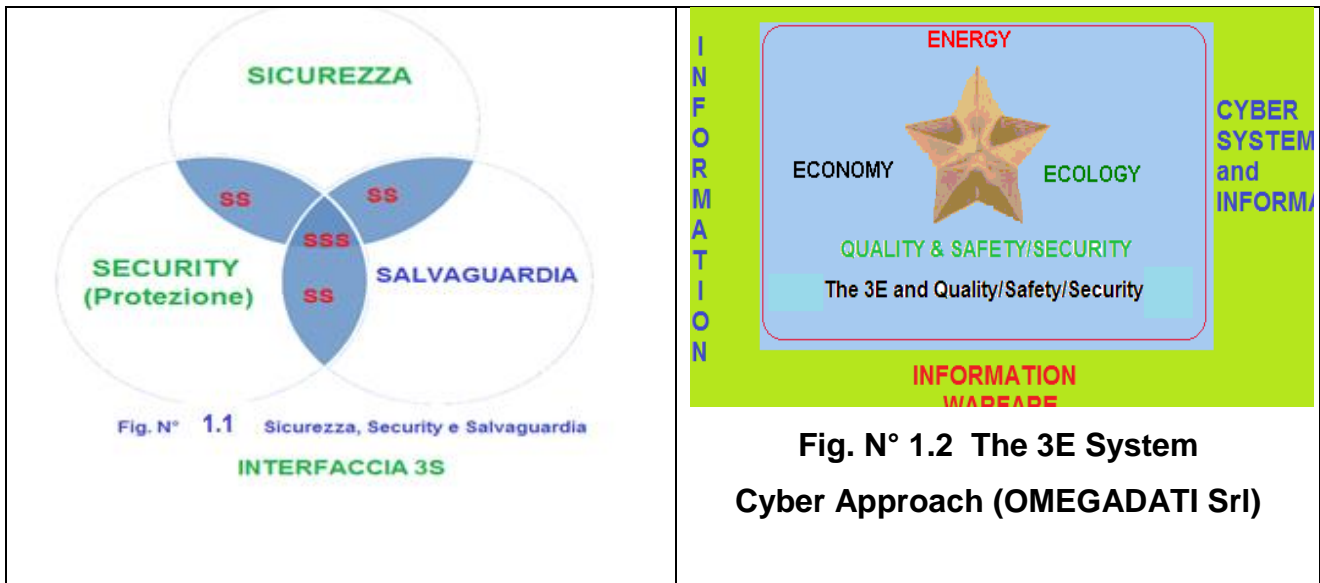 SICUREZZA
SS SS
SSS
SECURITY
(Protezione)
SALVAGUARDIA
SS
Fig. N° 1.1 Sicurezza, Security e Salvaguardia
INTERFACCIA 3S
INFORMATION
ENERGY
ECONOMY
ECOLOGY
QUALITY & SAFETY/SECURITY
The 3E and Quality/Safety/Security
CYBER
SYSTEM
and
INFORMA
INFORMATION
WARFARE
Fig. N° 1.2 The 3E System
Cyber Approach (OMEGADATI Srl)